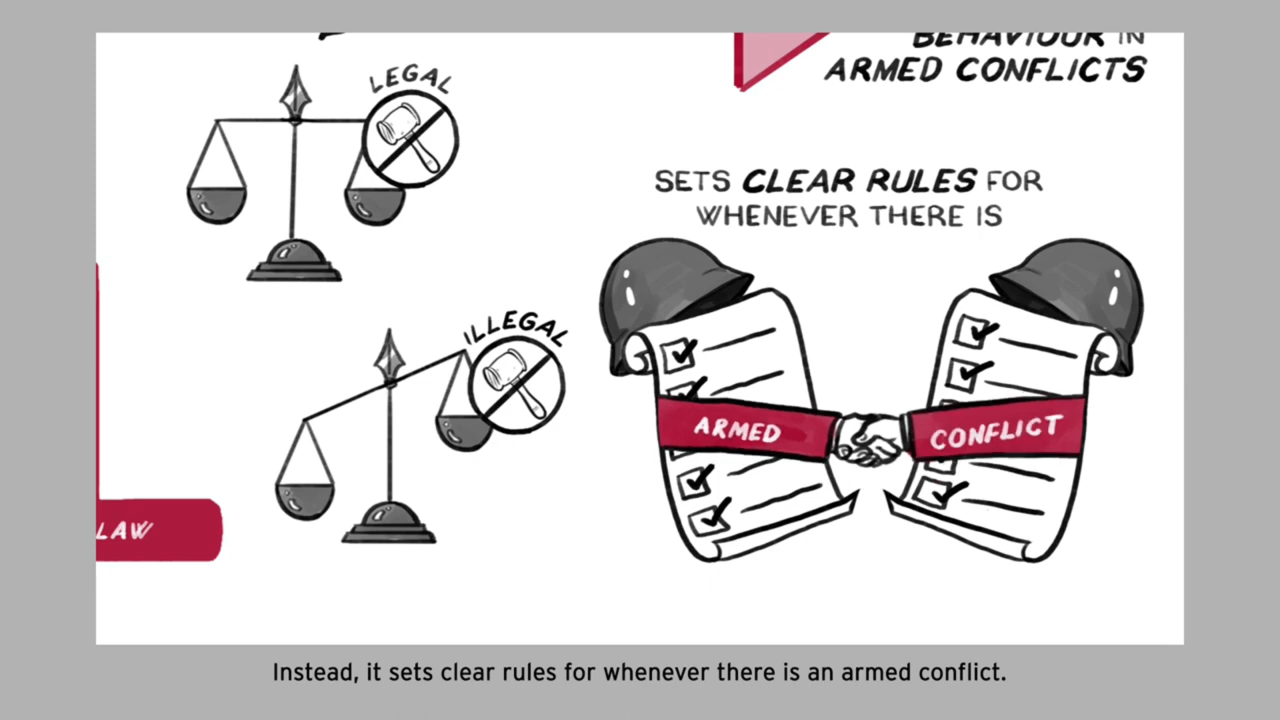 BEHAVIOUR IN
ARMED CONFLICTS
LEGAL
SETS CLEAR RULES FOR
WHENEVER THERE IS
ILLEGAL
ARMED
CONFLICT
LAW
Instead, it sets clear rules for whenever there is an armed conflict.